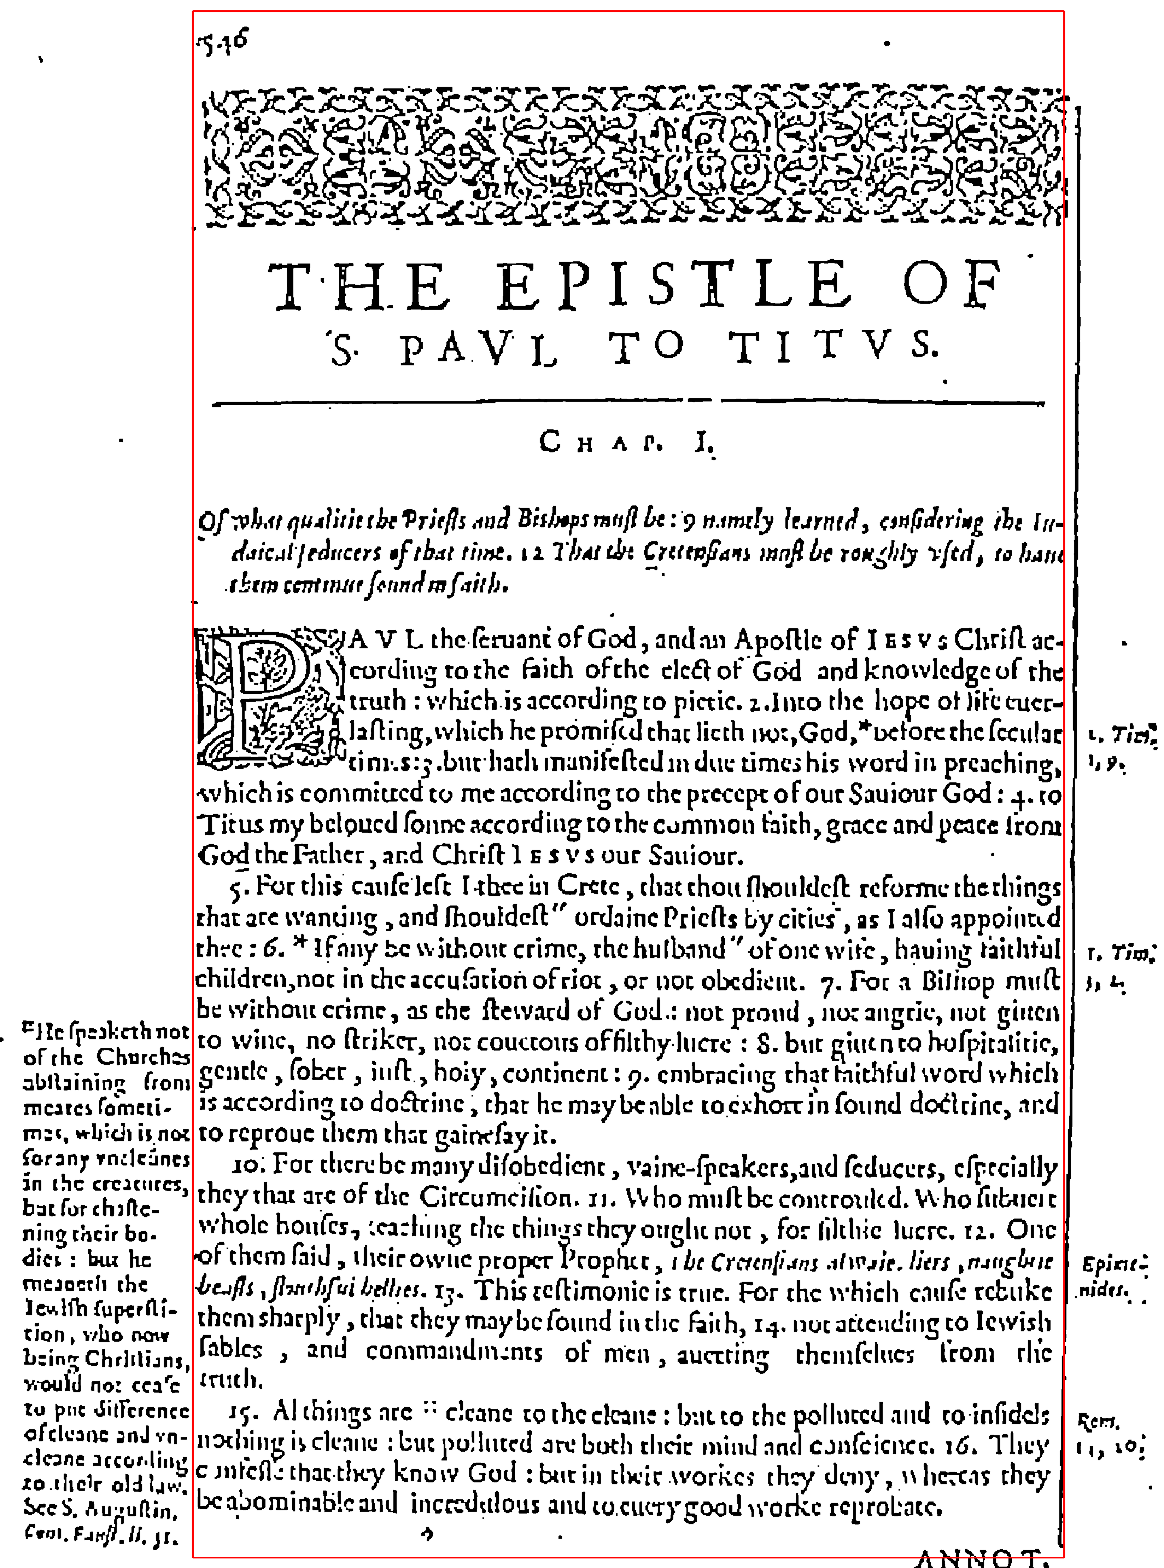 546
THE EPISTLE OF
S. PAVL TO TITVS.
CHAP. I.
Of what qualitie the Priests and Bishops must be: 9 namely learned, considering the Iu-
daical seducers of that time. 12 That the Cretensians must be roughly vsed, to haue
them continue sound in faith.
PAVL the seruant of God, and an Apostle of IESVS Christ ac-
cording to the faith of the elect of God and knowledge of the
truth : which is according to pietie. 2. Into the hope of life euer-
lasting, which he promised that lieth not, God, *before the secular
times: 3. but hath manifested in due times his word in preaching,
which is committed to me according to the precept of our Sauiour God : 4. to
Titus my beloued sonne according to the common faith, grace and peace from
God the Father, and Christ IESVS our Sauiour.
5. For this cause left I thee in Crete, that thou shouldest reforme the things
that are wanting, and shouldest " ordaine Priests by cities, as I also appointed
thee : 6. * If any be without crime, the husband " of one wife, hauing faithful
children, not in the accusation of riot, or not obedient. 7. For a Bishop must
be without crime, as the steward of God : not proud, not angrie, not giuen
to wine, no striker, not couetous of filthy lucre : 8. but giuen to hospitalitie,
gentle, sober, iust, holy, continent : 9. embracing that faithful word which
is according to doctrine, that he may be able to exhort in sound doctrine, and
to reproue them that gainesay it.
10. For there be many disobedient, vaine-speakers, and seducers, especially
they that are of the Circumcision. 11. Who must be controuled. Who subuert
whole houses, teaching the things they ought not, for filthie lucre. 12. One
of them said, their owne proper Prophet, The Cretensians alwaies liers, naughtie
beasts, slouthful bellies. 13. This testimonie is true. For the which cause rebuke
them sharply, that they may be sound in the faith, 14. not attending to Iewish
fables , and commandments of men, auerting themselues from the
truth.
15. Al things are :: cleane to the cleane : but to the polluted and to infidels
nothing is cleane : but polluted are both their mind and conscience. 16. They
confesse that they know God : but in their workes they deny, whereas they
be abominable and incredulous and to euery good worke reprobate.
ANNOT.
1. Tim.
1, 9.
1. Tim.
3, 2.
Epime-
nides.
Rom.
14, 20.
:: He speaketh not
of the Churches
abstaining from
meates someti-
mes, which is not
for any vncleanes
in the creatures,
but for chaste-
ning their bo-
dies : but he
meaneth the
Iewish supersti-
tion, who now
being Christians,
would not cease
to put difference
of cleane and vn-
cleane according
to their old law.
See S. Augustin.
Cont. Faust. li. 31.